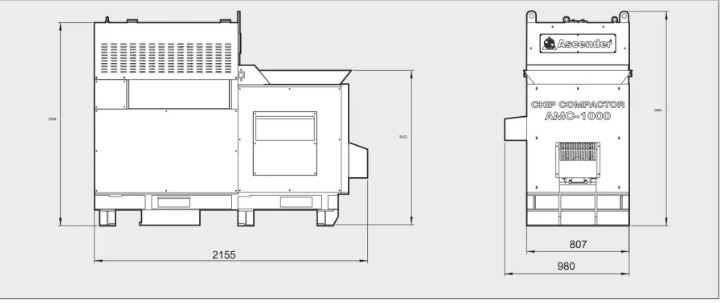 Ascender
CHIP COMPACTOR
AMC-1000
2155
807
980